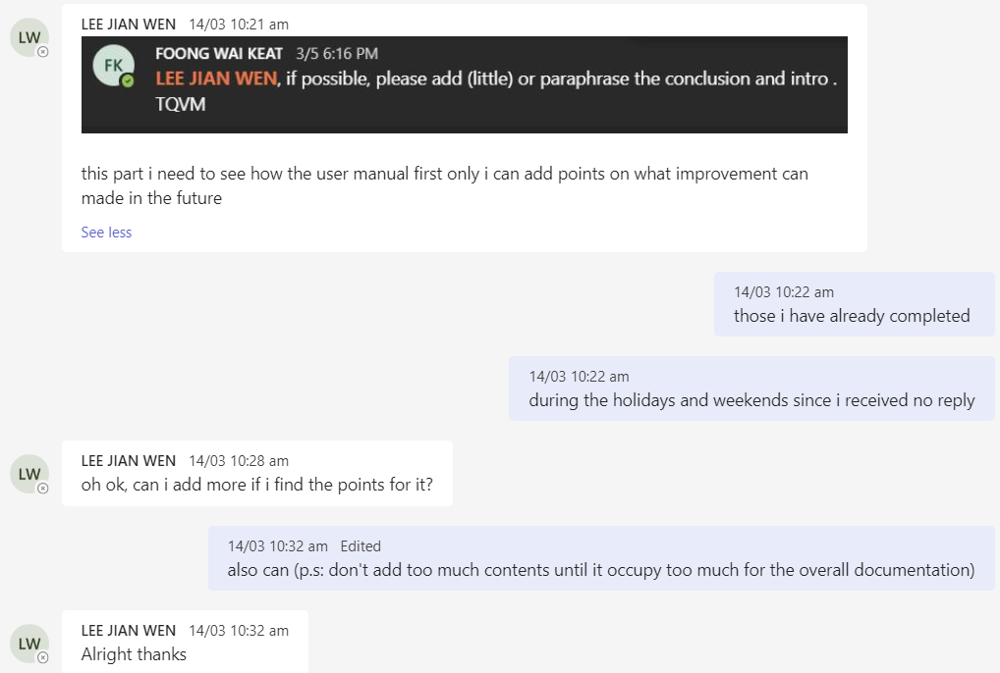 LW
LEE JIAN WEN 14/03 10:21 am
FK
FOONG WAI KEAT 3/5 6:16 PM
LEE JIAN WEN, if possible, please add (little) or paraphrase the conclusion and intro .
TQVM
this part i need to see how the user manual first only i can add points on what improvement can
made in the future
See less
14/03 10:22 am
those i have already completed
14/03 10:22 am
during the holidays and weekends since i received no reply
LW
LEE JIAN WEN 14/03 10:28 am
oh ok, can i add more if i find the points for it?
14/03 10:32 am Edited
also can (p.s: don't add too much contents until it occupy too much for the overall documentation)
LW
LEE JIAN WEN 14/03 10:32 am
Alright thanks